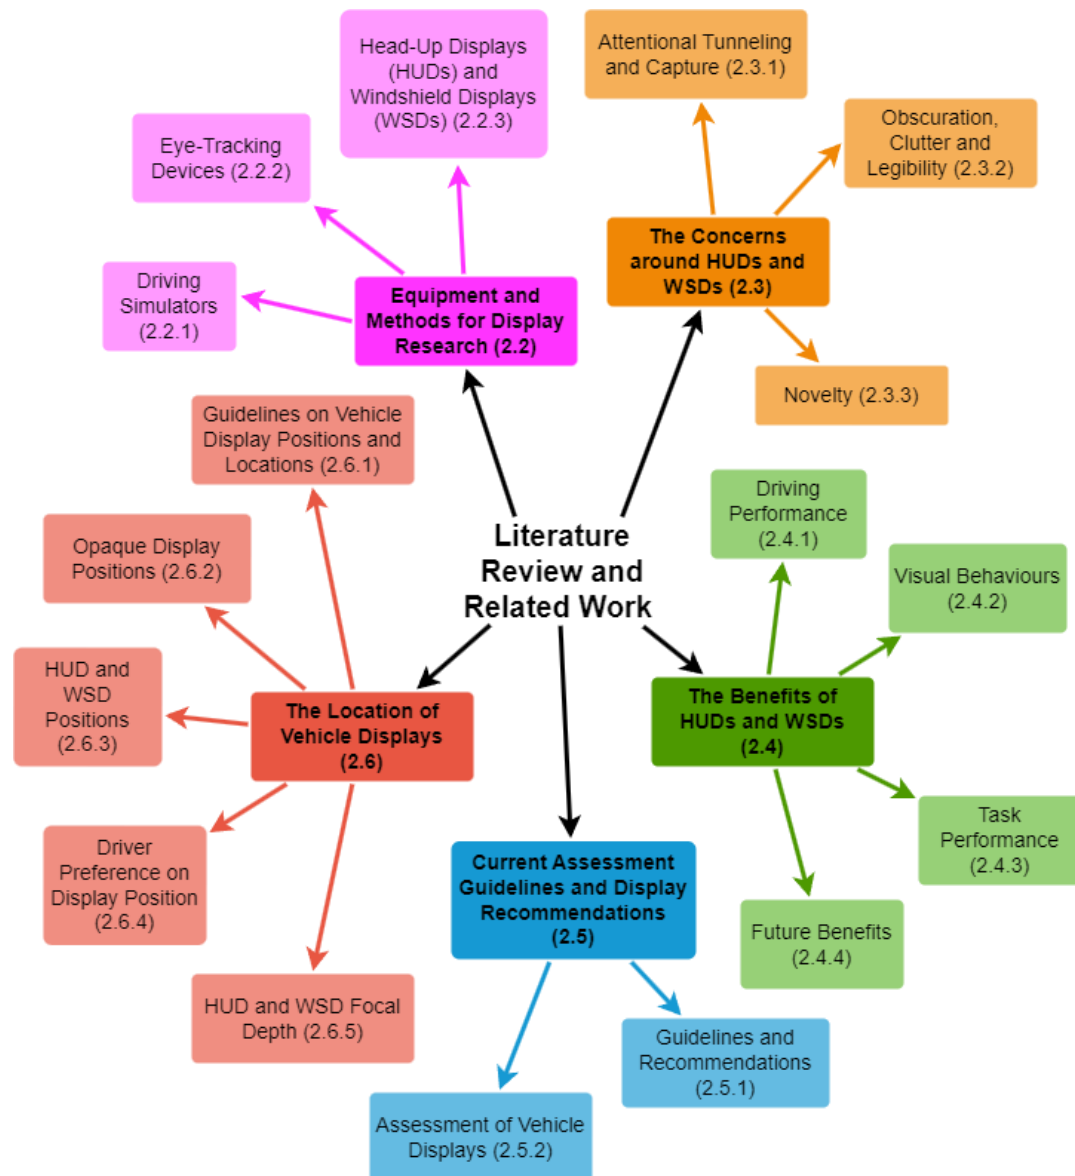 Head-Up Displays
(HUDs) and
Windshield Displays
(WSDs) (2.2.3)
Attentional Tunneling
and Capture (2.3.1)
Eye-Tracking
Devices (2.2.2)
Obscuration,
Clutter and
Legibility (2.3.2)
Driving
Simulators
(2.2.1)
Equipment and
Methods for Display
Research (2.2)
The Concerns
around HUDs and
WSDs (2.3)
Novelty (2.3.3)
Guidelines on Vehicle
Display Positions and
Locations (2.6.1)
Driving
Performance
(2.4.1)
Opaque Display
Positions (2.6.2)
Literature
Review and
Related Work
Visual Behaviours
(2.4.2)
HUD and
WSD
Positions
(2.6.3)
The Location of
Vehicle Displays
(2.6)
The Benefits of
HUDs and WSDs
(2.4)
Driver
Preference on
Display Position
(2.6.4)
Current Assessment
Guidelines and Display
Recommendations
(2.5)
Task
Performance
(2.4.3)
Future Benefits
(2.4.4)
HUD and WSD Focal
Depth (2.6.5)
Guidelines and
Recommendations
(2.5.1)
Assessment of Vehicle
Displays (2.5.2)